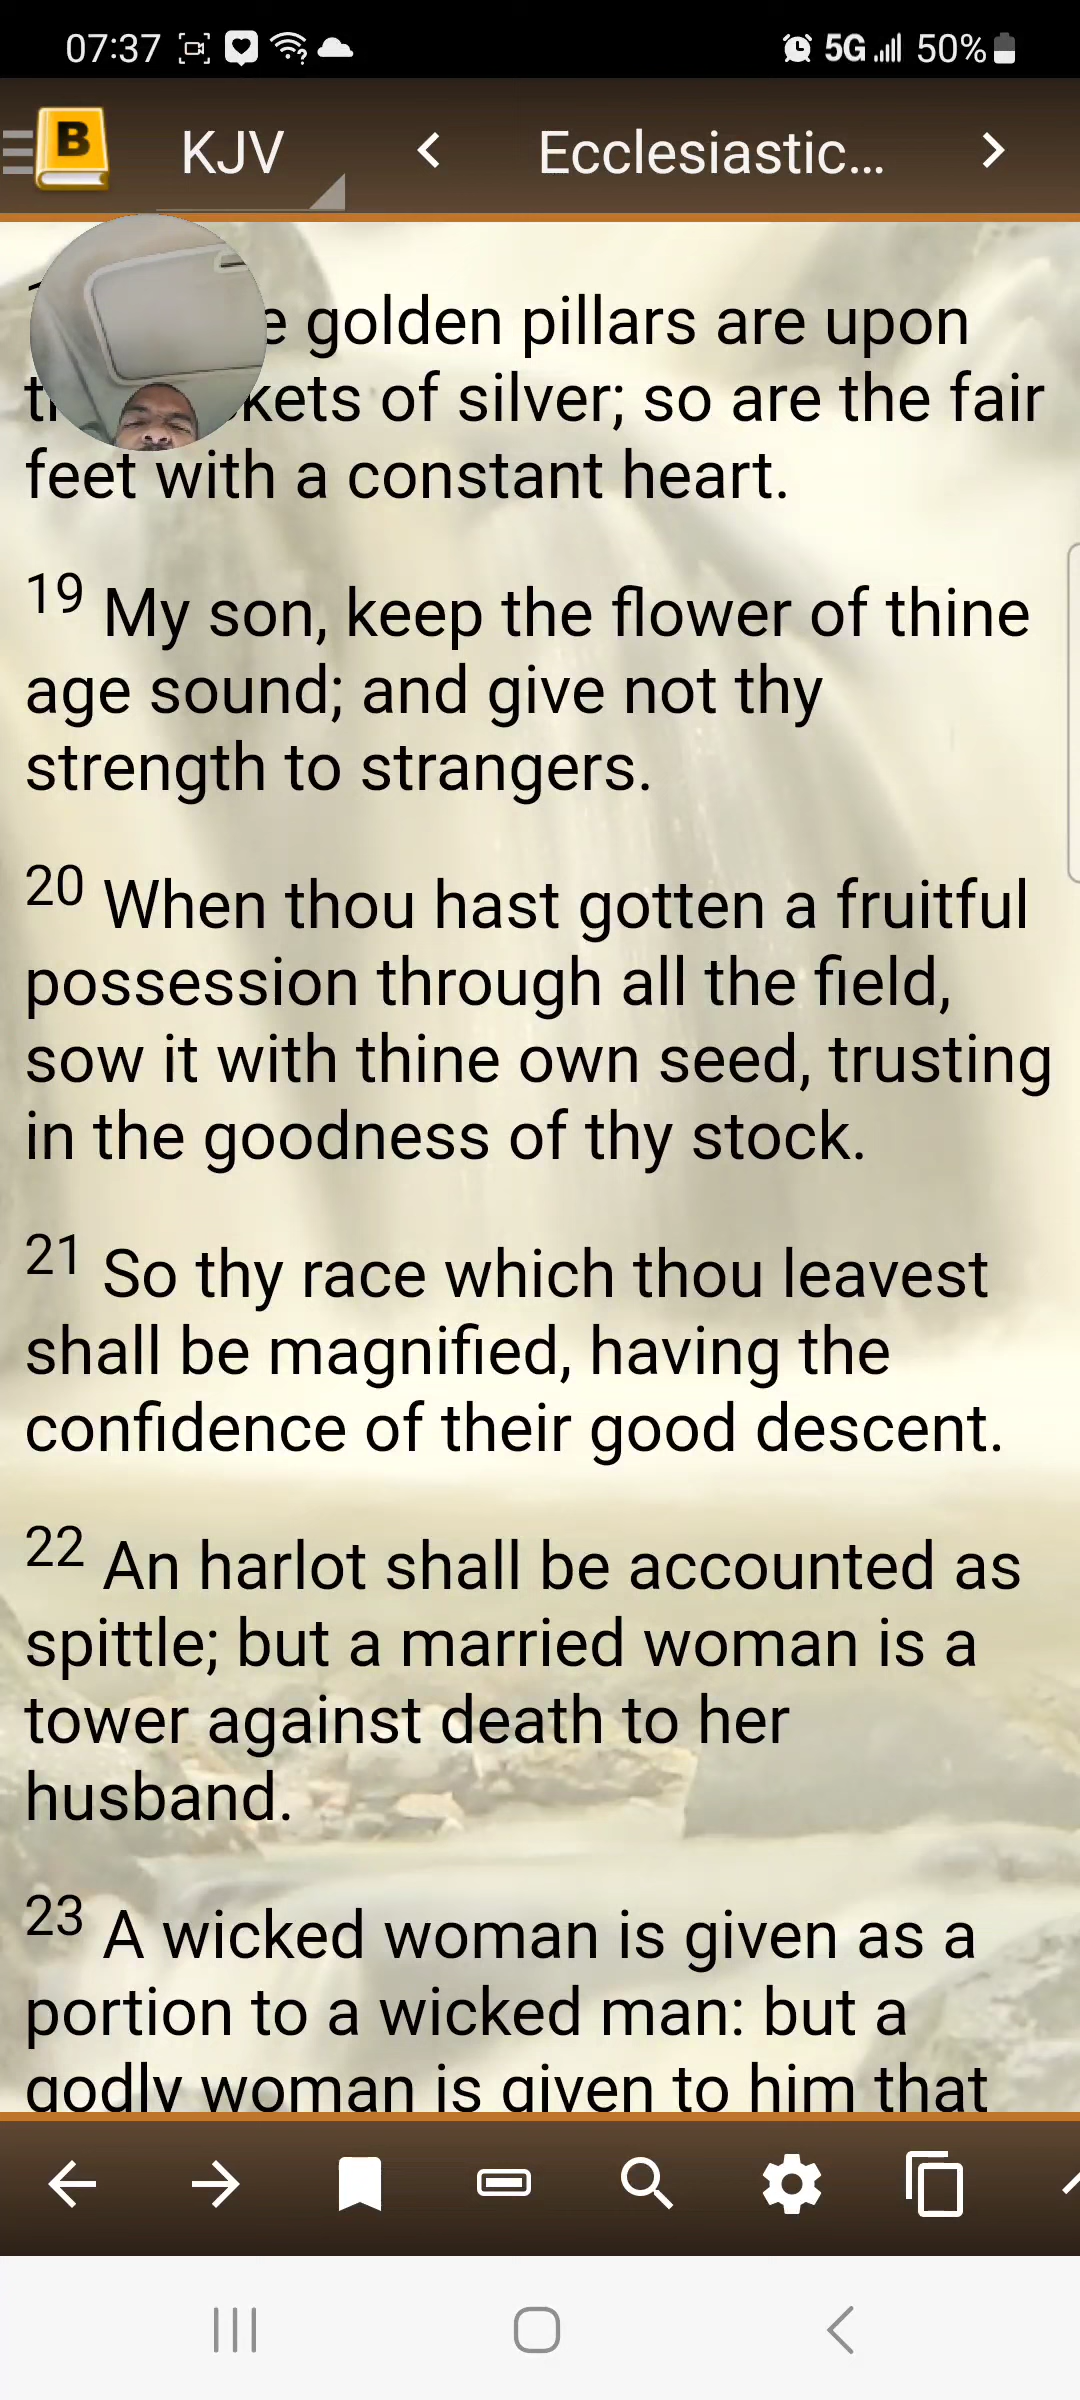 07:37 5G 50%
B KJV Ecclesiastic...
golden pillars are upon
of silver; so are the fair
feet with a constant heart.
19 My son, keep the flower of thine
age sound; and give not thy
strength to strangers.
20 When thou hast gotten a fruitful
possession through all the field,
sow it with thine own seed, trusting
in the goodness of thy stock.
21 So thy race which thou leavest
shall be magnified, having the
confidence of their good descent.
22 An harlot shall be accounted as
spittle; but a married woman is a
tower against death to her
husband.
23 A wicked woman is given as a
portion to a wicked man: but a
godly woman is given to him that